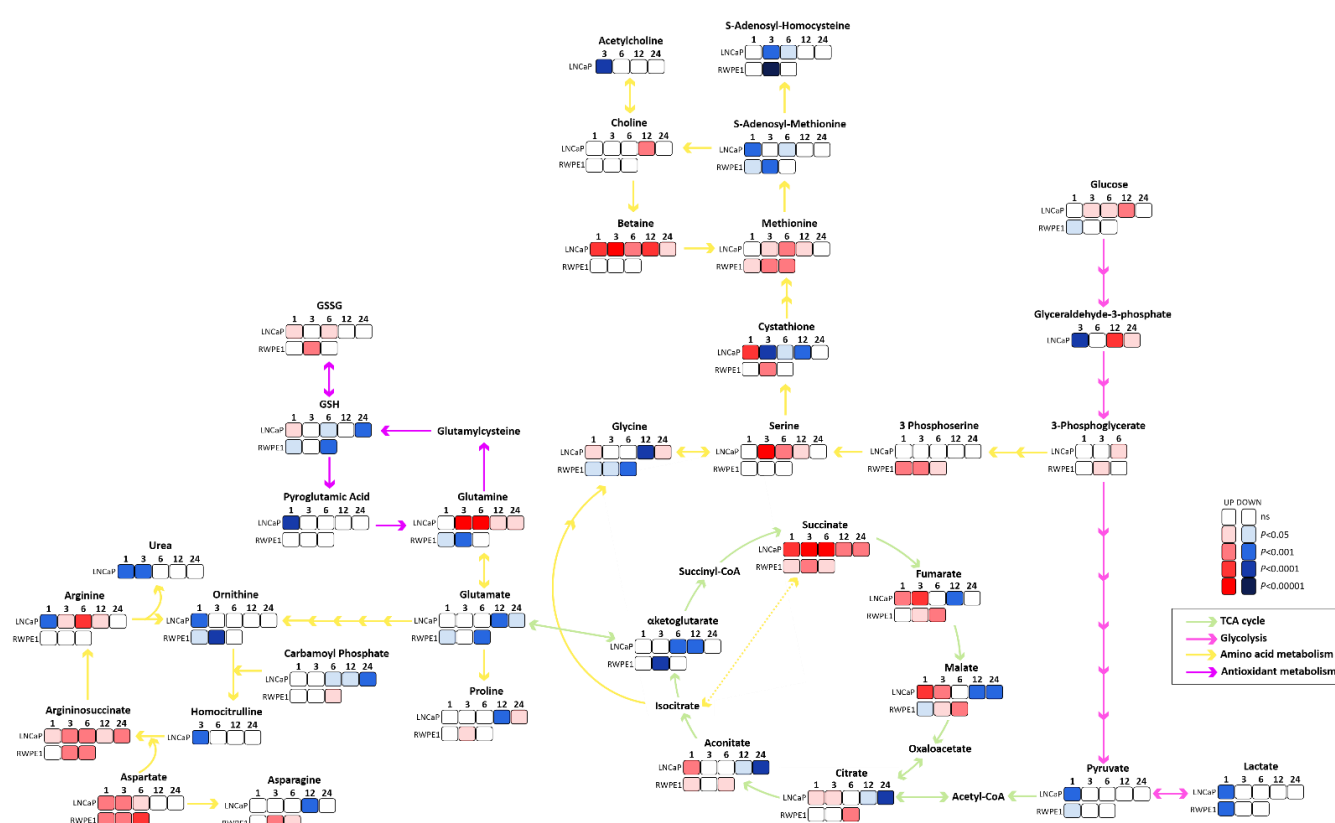 S-Adenosyl-Homocysteine
1 3 6 12 24
LNCaP
RWPE1
Acetylcholine
3 6 12 24
LNCaP
Choline
1 3 6 12 24
LNCaP
RWPE1
S-Adenosyl-Methionine
1 3 6 12 24
LNCaP
RWPE1
Glucose
1 3 6 12 24
LNCaP
RWPE1
Betaine
1 3 6 12 24
LNCaP
RWPE1
Methionine
1 3 6 12 24
LNCaP
RWPE1
GSSG
1 3 6 12 24
LNCaP
RWPE1
Cystathione
1 3 6 12 24
LNCaP
RWPE1
Glyceraldehyde-3-phosphate
3 6 12 24
LNCaP
GSH
1 3 6 12 24
LNCaP
RWPE1
Glutamylcysteine
Glycine
1 3 6 12 24
LNCaP
RWPE1
Serine
1 3 6 12 24
LNCaP
RWPE1
3 Phosphoserine
1 3 6 12 24
LNCaP
RWPE1
3-Phosphoglycerate
1 3 6
LNCaP
RWPE1
Pyroglutamic Acid
1 3 6 12 24
LNCaP
RWPE1
Glutamine
1 3 6 12 24
LNCaP
RWPE1
UP DOWN
ns
P<0.05
P<0.001
P<0.0001
P<0.00001
Succinate
1 3 6 12 24
LNCaP
RWPE1
Urea
1 3 6 12 24
LNCaP
Succinyl-CoA
Fumarate
1 3 6 12 24
LNCaP
RWPE1
Arginine
1 3 6 12 24
LNCaP
RWPE1
Ornithine
1 3 6 12 24
LNCaP
RWPE1
Glutamate
1 3 6 12 24
LNCaP
RWPE1
αketoglutarate
1 3 6 12 24
LNCaP
RWPE1
TCA cycle
Glycolysis
Amino acid metabolism
Antioxidant metabolism
Carbamoyl Phosphate
1 3 6 12 24
LNCaP
RWPE1
Malate
1 3 6 12 24
LNCaP
RWPE1
Proline
1 3 6 12 24
LNCaP
RWPE1
Isocitrate
Argininosuccinate
1 3 6 12 24
LNCaP
RWPE1
Homocitrulline
3 6 12 24
LNCaP
Aconitate
1 3 6 12 24
LNCaP
RWPE1
Oxaloacetate
Aspartate
1 3 6 12 24
LNCaP
RWPE1
Asparagine
1 3 6 12 24
LNCaP
RWPE1
Citrate
1 3 6 12 24
LNCaP
RWPE1
Acetyl-CoA
Pyruvate
1 3 6 12 24
LNCaP
RWPE1
Lactate
1 3 6 12 24
LNCaP
RWPE1